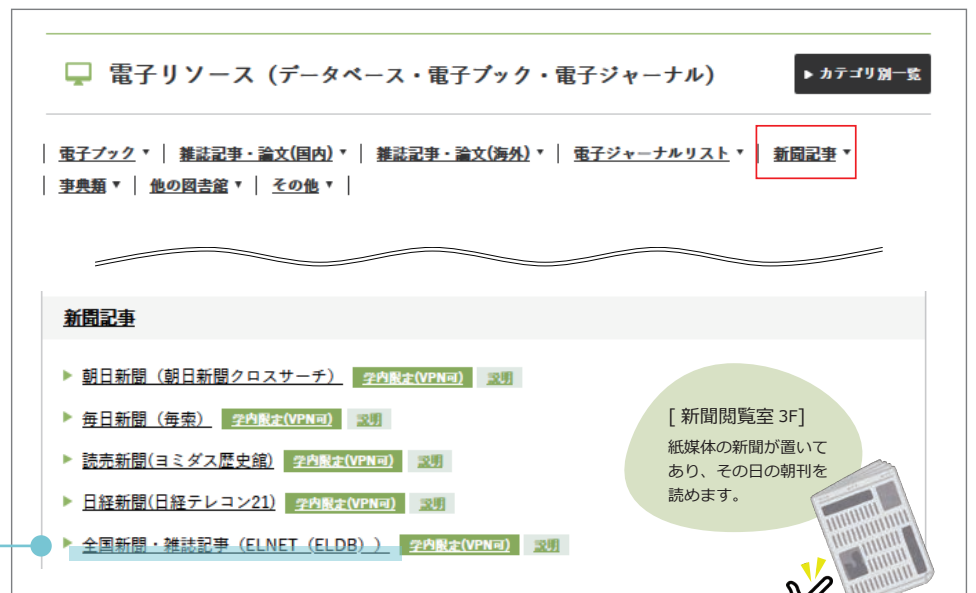 電子リソース（データベース・電子ブック・電子ジャーナル）
▶ カテゴリ別一覧
| 電子ブック ▼ | 雑誌記事・論文(国内) ▼ | 雑誌記事・論文(海外) ▼ | 電子ジャーナルリスト ▼ | 新聞記事 ▼
| 事典類 ▼ | 他の図書館 ▼ | その他 ▼ |
新聞記事
▶ 朝日新聞（朝日新聞クロスサーチ） 学内限定(VPN可) 説明
▶ 毎日新聞（毎索） 学内限定(VPN可) 説明
▶ 読売新聞(ヨミダス歴史館) 学内限定(VPN可) 説明
▶ 日経新聞(日経テレコン21) 学内限定(VPN可) 説明
▶ 全国新聞・雑誌記事（ELNET（ELDB）） 学内限定(VPN可) 説明
[ 新聞閲覧室 3F]
紙媒体の新聞が置いて
あり、その日の朝刊を
読めます。